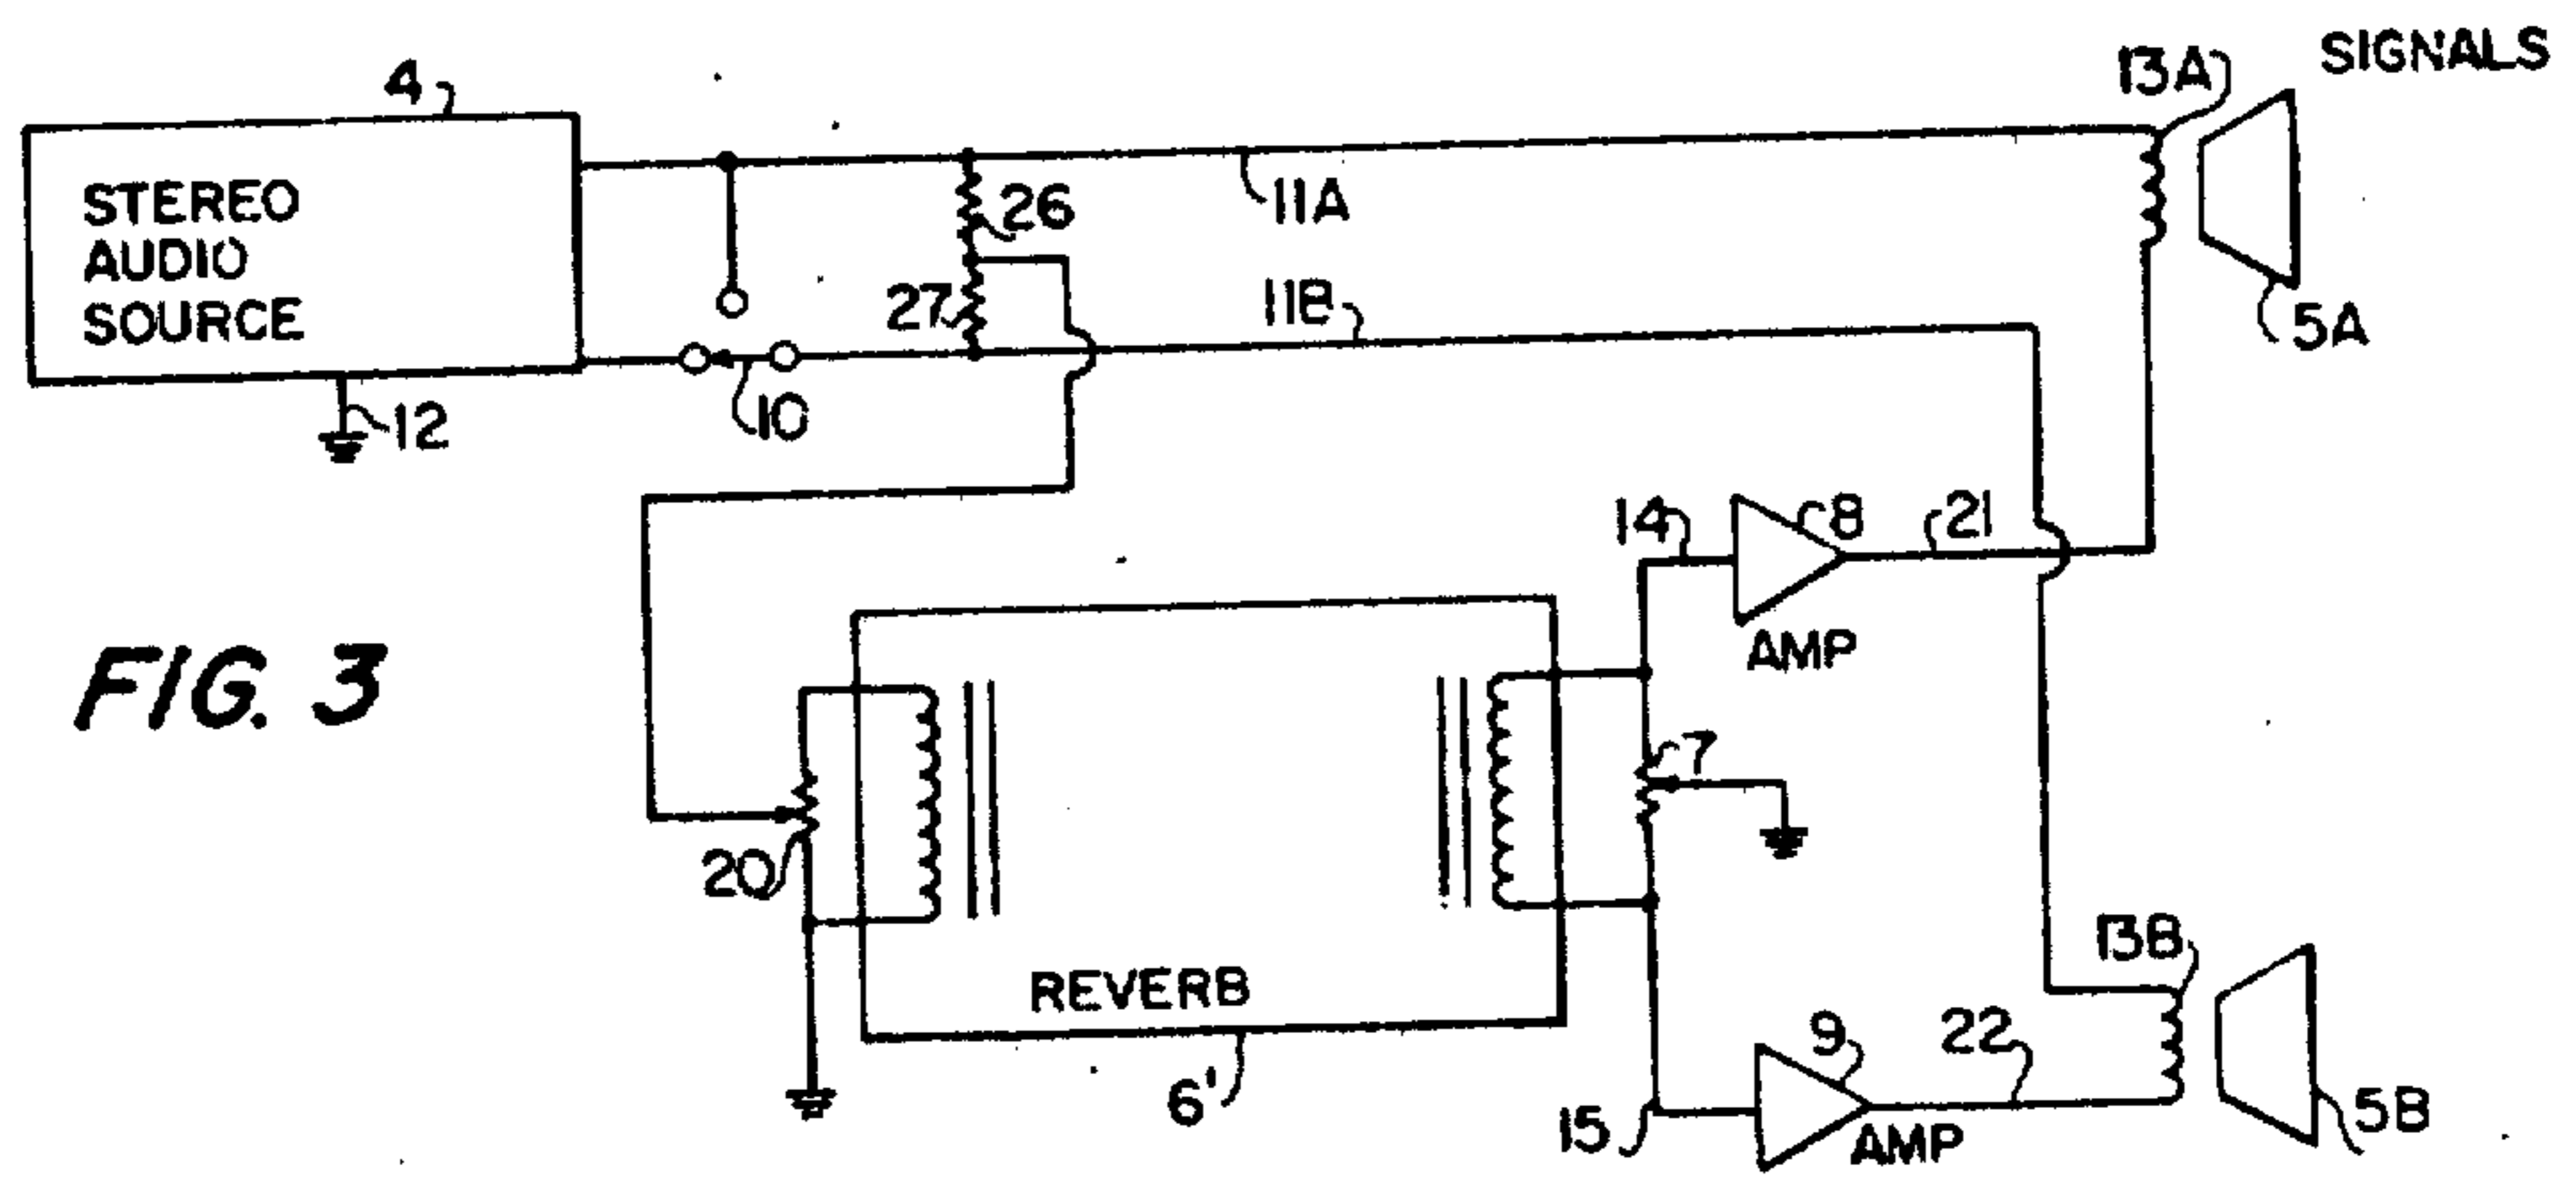 SIGNALS
13A
4
STEREO
AUDIO
SOURCE
26
11A
27
11B
5A
10
12
14
8
21
AMP
FIG. 3
7
20
13B
REVERB
9
22
6'
15
AMP
5B